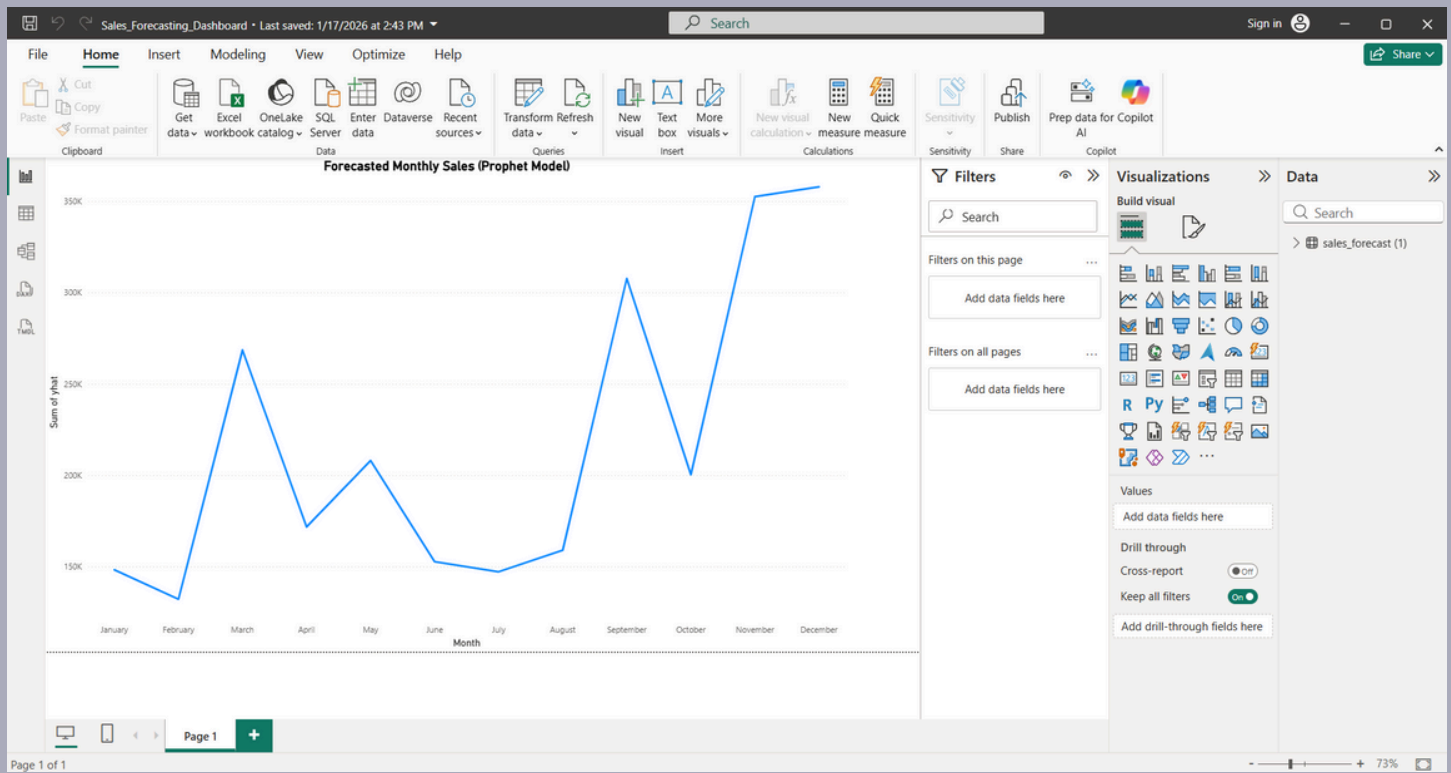 Sales_Forecasting_Dashboard • Last saved: 1/17/2026 at 2:43 PM
Search
Sign in
File Home Insert Modeling View Optimize Help
Share
Paste
Cut
Copy
Format painter
Clipboard
Get data
Excel workbook
OneLake catalog
SQL Server
Enter data
Dataverse
Recent sources
Data
Transform data
Refresh
Queries
New visual
Text box
More visuals
Insert
New visual calculation
New measure
Quick measure
Calculations
Sensitivity
Sensitivity
Publish
Share
Prep data for AI
Copilot
Copilot
DAX
TMDL
Forecasted Monthly Sales (Prophet Model)
350K
300K
250K
200K
150K
Sum of yhat
January February March April May June July August September October November December
Month
Filters
Search
Filters on this page
...
Add data fields here
Filters on all pages
...
Add data fields here
Visualizations
Build visual
123
R Py
...
Values
Add data fields here
Drill through
Cross-report
Off
Keep all filters
On
Add drill-through fields here
Data
Search
sales_forecast (1)
Page 1
+
Page 1 of 1
- + 73%